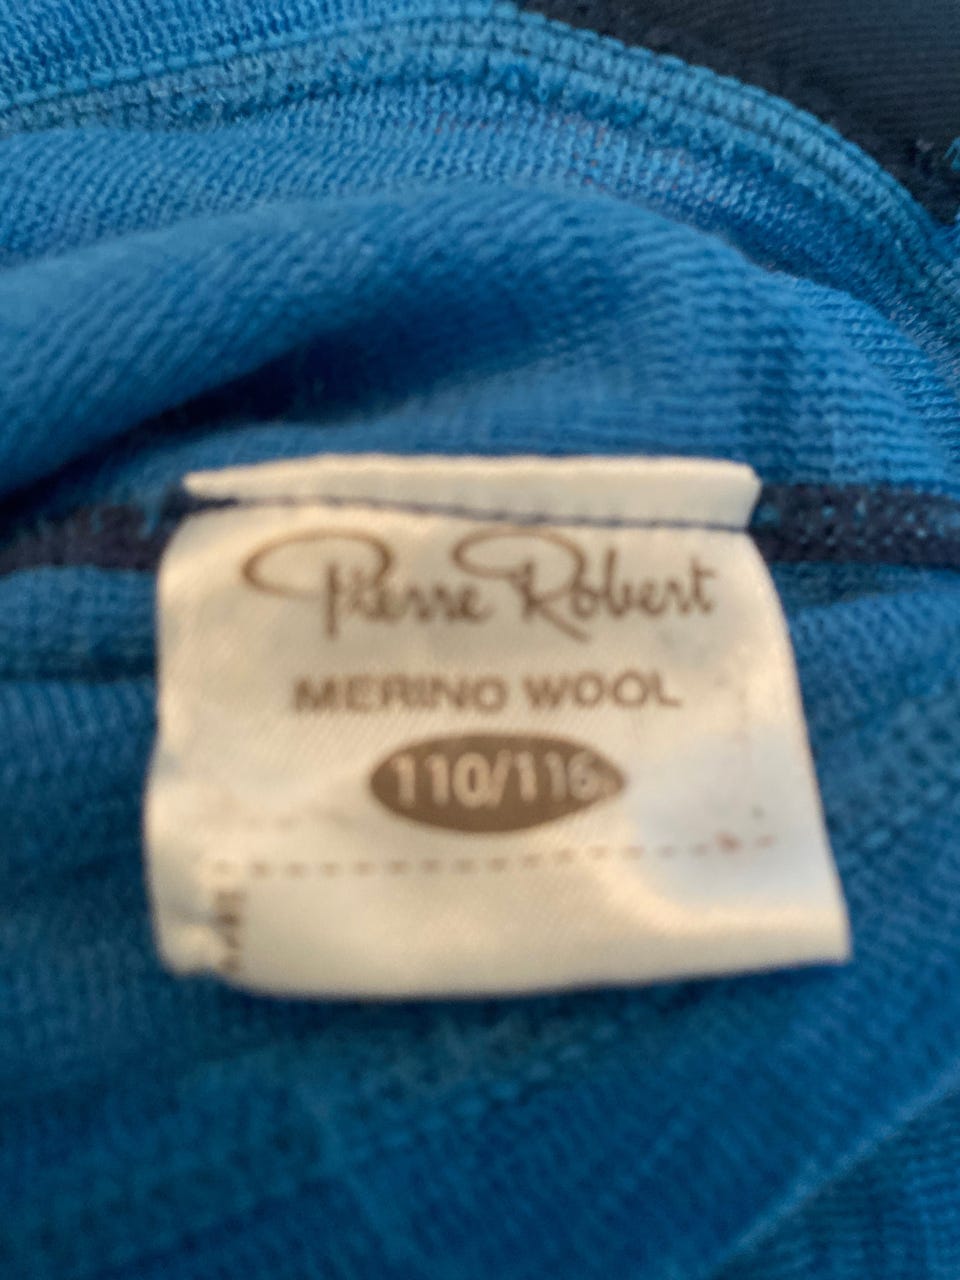 Pierre Robert
MERINO WOOL
110/116